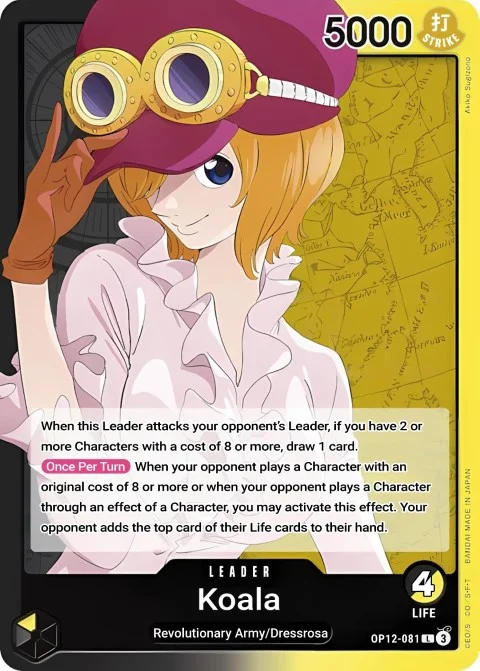 5000
打
STRIKE
Akiko Sugizono
When this Leader attacks your opponent's Leader, if you have 2 or
more Characters with a cost of 8 or more, draw 1 card.
Once Per Turn When your opponent plays a Character with an
original cost of 8 or more or when your opponent plays a Character
through an effect of a Character, you may activate this effect. Your
opponent adds the top card of their Life cards to their hand.
LEADER
Koala
Revolutionary Army/Dressrosa
4
LIFE
OP12-081 L 3
BANDAI MADE IN JAPAN